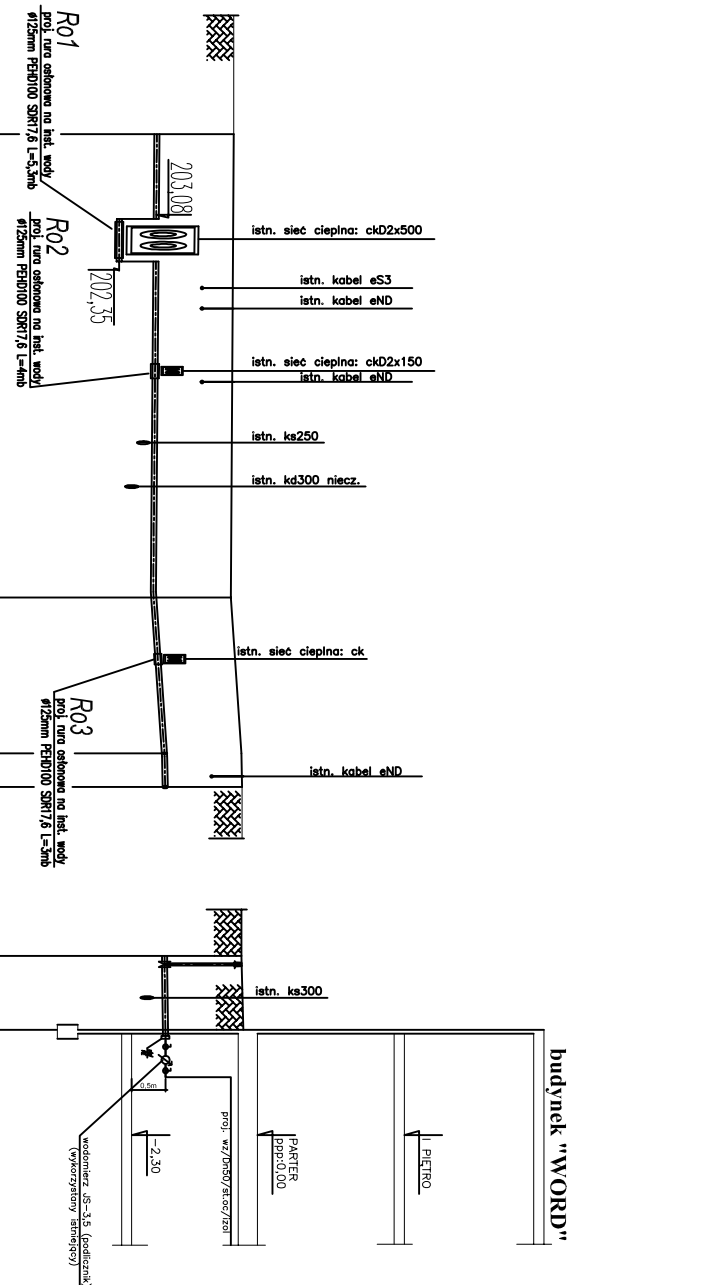 Ro1
proj. rura osłonowa na inst. wody
ø125mm PEHD100 SDR17,6 L=5,3mb
203,08
202,35
Ro2
proj. rura osłonowa na inst. wody
ø125mm PEHD100 SDR17,6 L=4mb
istn. sieć cieplna: ckD2x500
istn. kabel eS3
istn. kabel eND
istn. sieć cieplna: ckD2x150
istn. kabel eND
istn. ks250
istn. kd300 niecz.
istn. sieć cieplna: ck
Ro3
proj. rura osłonowa na inst. wody
ø125mm PEHD100 SDR17,6 L=3mb
istn. kabel eND
istn. ks300
budynek "WORD"
I PIĘTRO
PARTER
ppp:0,00
proj. wz/Dn50/st.oc/izol
-2,30
0,5m
wodomierz JS-3,5 (podlicznik)
(wykorzystany istniejący)